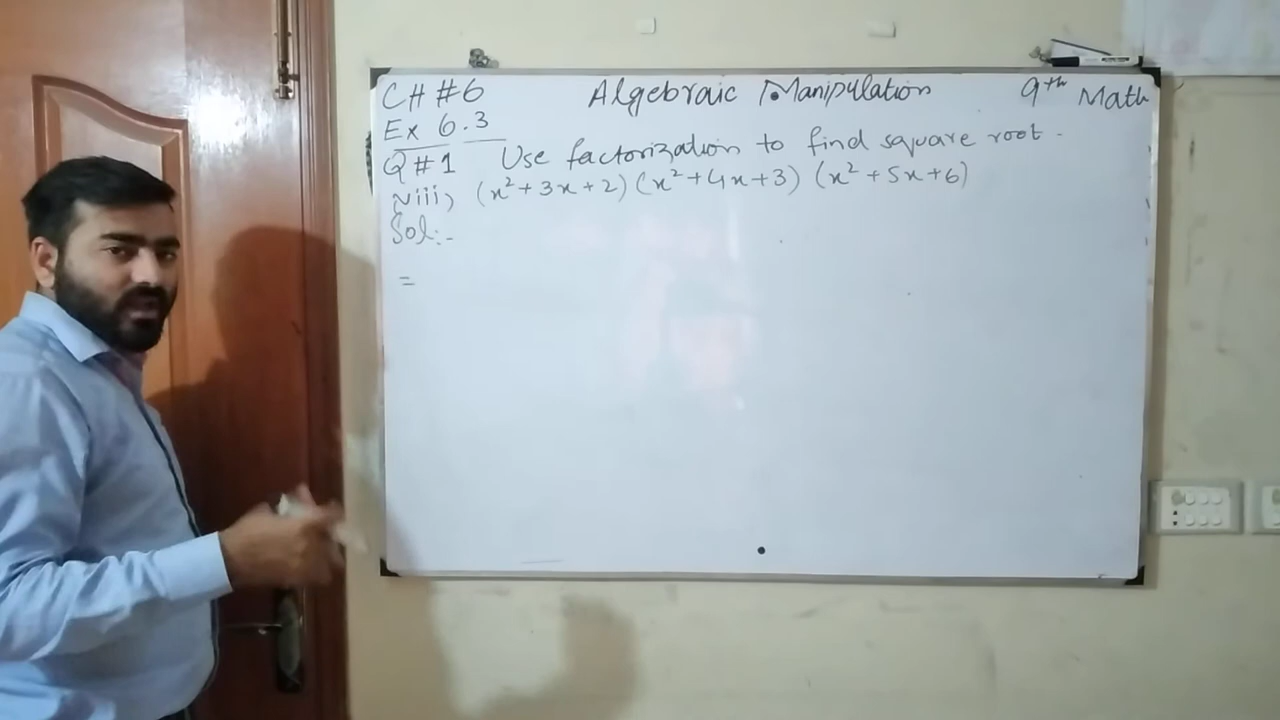 CH #6 Algebraic Manipulation 9th Math
Ex 6.3
Q #1 Use factorization to find square root.
viii, (x² + 3x + 2) (x² + 4x + 3) (x² + 5x + 6)
Sol:-
=